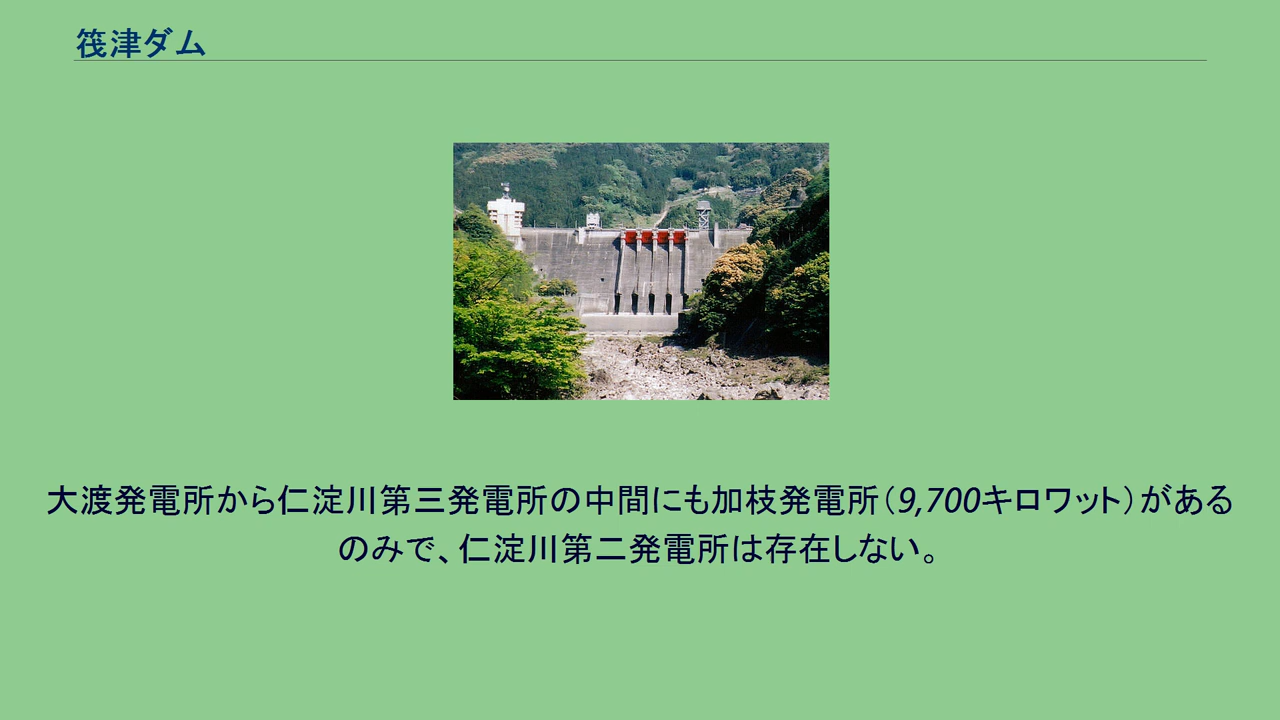 筏津ダム
大渡発電所から仁淀川第三発電所の中間にも加枝発電所（9,700キロワット）がある
のみで、仁淀川第二発電所は存在しない。